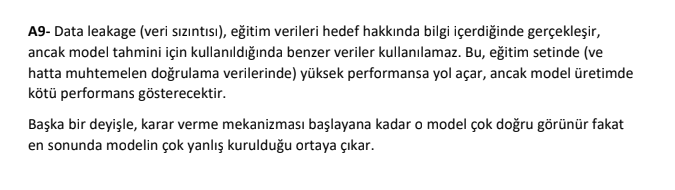 A9- Data leakage (veri sızıntısı), eğitim verileri hedef hakkında bilgi içerdiğinde gerçekleşir,
ancak model tahmini için kullanıldığında benzer veriler kullanılamaz. Bu, eğitim setinde (ve
hatta muhtemelen doğrulama verilerinde) yüksek performansa yol açar, ancak model üretimde
kötü performans gösterecektir.
Başka bir deyişle, karar verme mekanizması başlayana kadar o model çok doğru görünür fakat
en sonunda modelin çok yanlış kurulduğu ortaya çıkar.